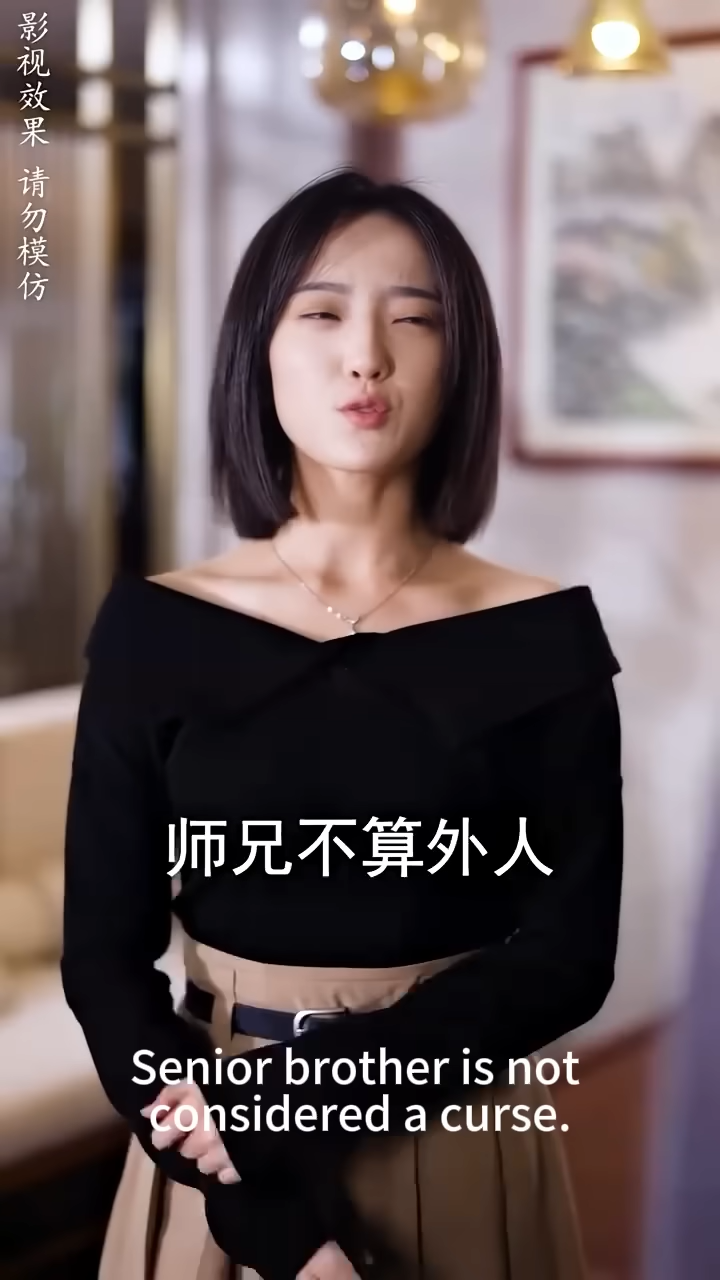 影视效果 请勿模仿
师兄不算外人
Senior brother is not
considered a curse.